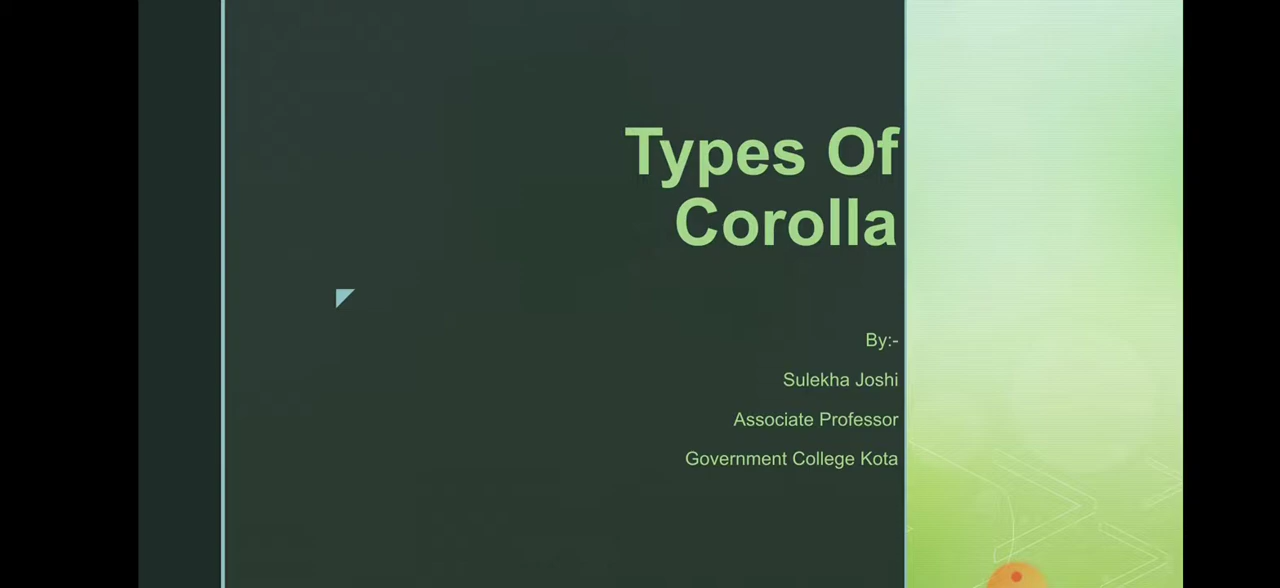 Types Of
Corolla
By:-
Sulekha Joshi
Associate Professor
Government College Kota